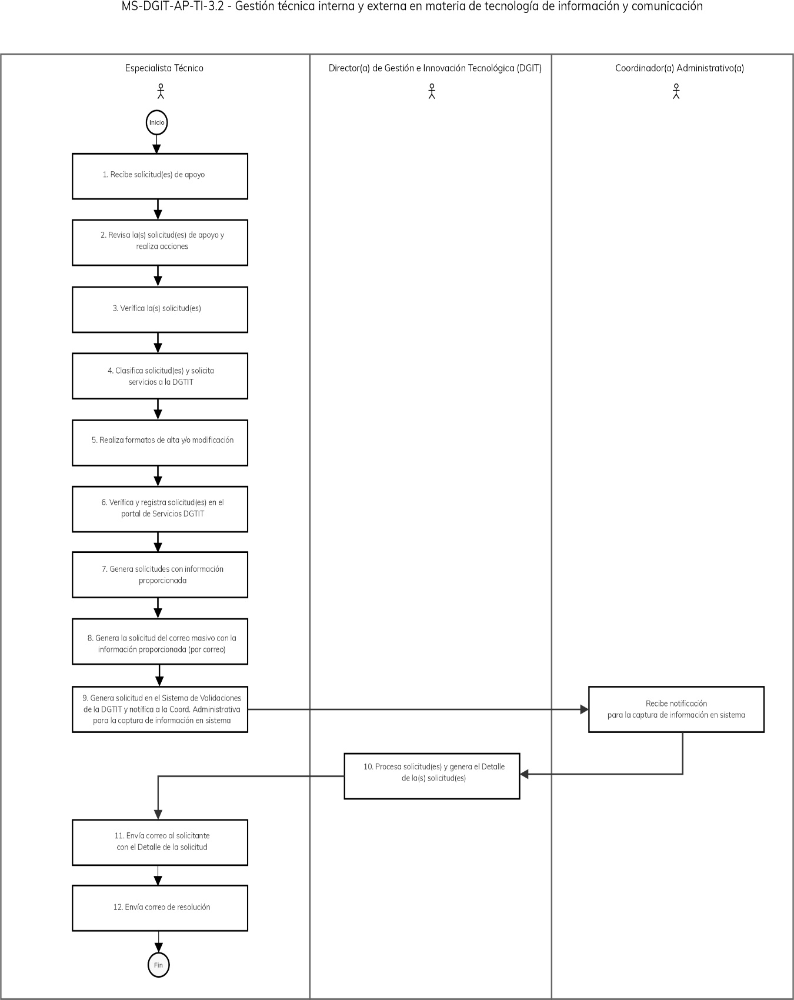 MS-DGIT-AP-TI-3.2 - Gestión técnica interna y externa en materia de tecnología de información y comunicación
Especialista Técnico
Director(a) de Gestión e Innovación Tecnológica (DGIT)
Coordinador(a) Administrativo(a)
Inicio
1. Recibe solicitud(es) de apoyo
2. Revisa la(s) solicitud(es) de apoyo y
realiza acciones
3. Verifica la(s) solicitud(es)
4. Clasifica solicitud(es) y solicita
servicios a la DGTIT
5. Realiza formatos de alta y/o modificación
6. Verifica y registra solicitud(es) en el
portal de Servicios DGTIT
7. Genera solicitudes con información
proporcionada
8. Genera la solicitud del correo masivo con la
información proporcionada (por correo)
9. Genera solicitud en el Sistema de Validaciones
de la DGTIT y notifica a la Coord. Administrativa
para la captura de información en sistema
Recibe notificación
para la captura de información en sistema
10. Procesa solicitud(es) y genera el Detalle
de la(s) solicitud(es)
11. Envía correo al solicitante
con el Detalle de la solicitud
12. Envía correo de resolución
Fin